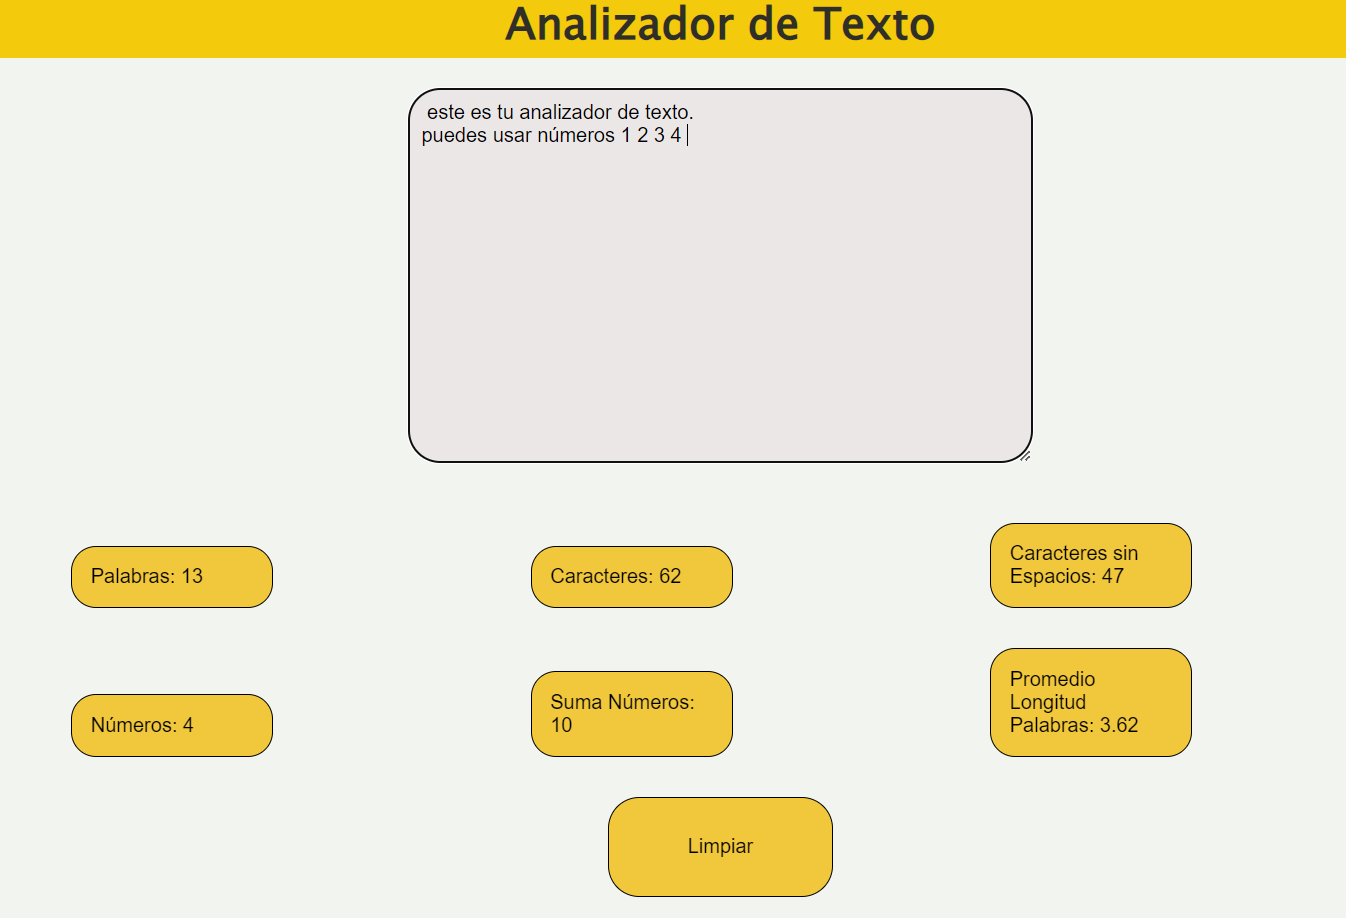 Analizador de Texto
este es tu analizador de texto.
puedes usar números 1 2 3 4
Palabras: 13
Caracteres: 62
Caracteres sin
Espacios: 47
Números: 4
Suma Números:
10
Promedio
Longitud
Palabras: 3.62
Limpiar